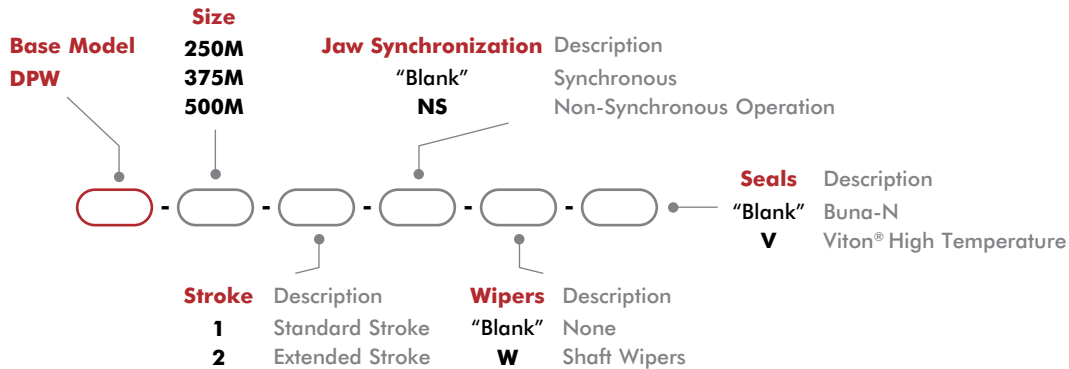 Size
Base Model 250M Jaw Synchronization Description
DPW 375M "Blank" Synchronous
500M NS Non-Synchronous Operation
- - - - -
Seals Description
"Blank" Buna-N
V Viton® High Temperature
Stroke Description Wipers Description
1 Standard Stroke "Blank" None
2 Extended Stroke W Shaft Wipers